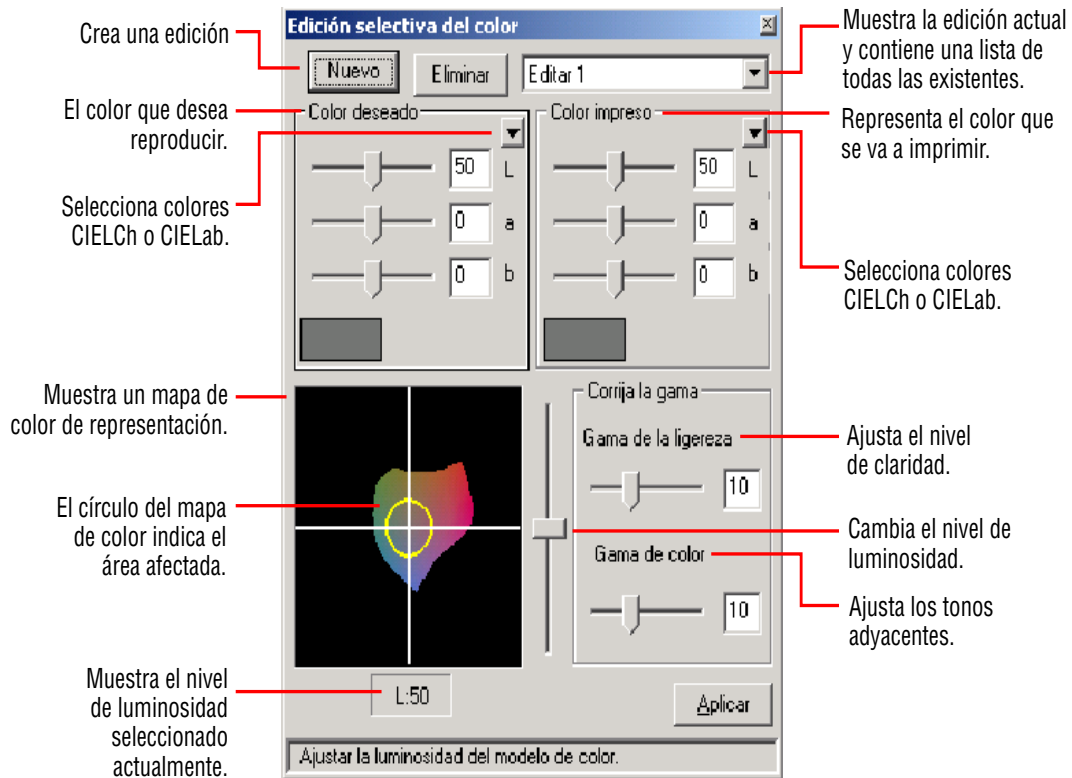 Crea una edición
El color que desea
reproducir.
Selecciona colores
CIELCh o CIELab.
Muestra un mapa de
color de representación.
El círculo del mapa
de color indica el
área afectada.
Muestra el nivel
de luminosidad
seleccionado
actualmente.
Edición selectiva del color
Nuevo
Eliminar
Editar 1
Color deseado
50 L
0 a
0 b
Color impreso
50 L
0 a
0 b
Corrija la gama
Gama de la ligereza
10
Gama de color
10
L:50
Aplicar
Ajustar la luminosidad del modelo de color.
Muestra la edición actual
y contiene una lista de
todas las existentes.
Representa el color que
se va a imprimir.
Selecciona colores
CIELCh o CIELab.
Ajusta el nivel
de claridad.
Cambia el nivel de
luminosidad.
Ajusta los tonos
adyacentes.